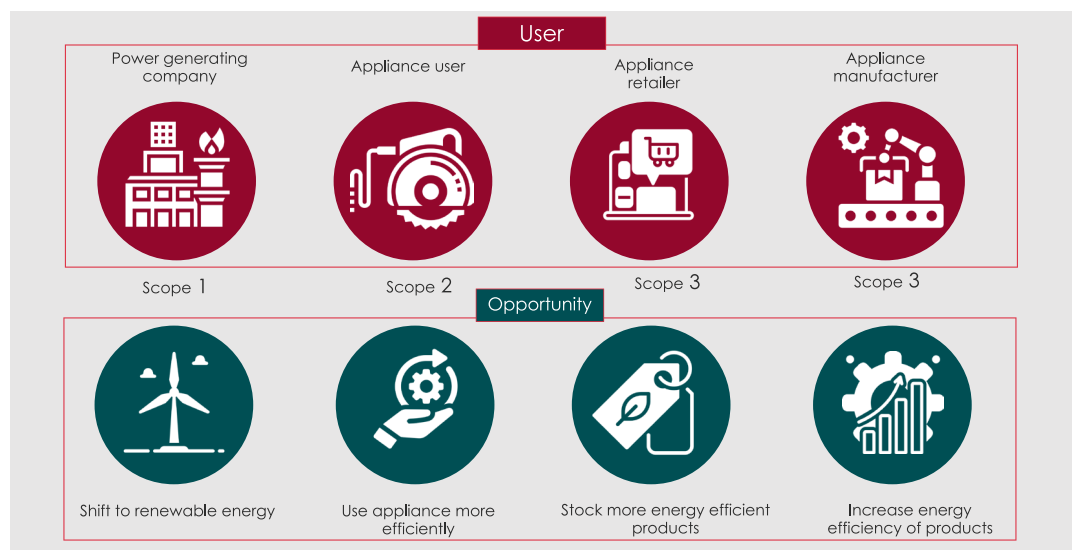 User
Power generating
company
Appliance user
Appliance
retailer
Appliance
manufacturer
Scope 1
Scope 2
Scope 3
Scope 3
Opportunity
Shift to renewable energy
Use appliance more
efficiently
Stock more energy efficient
products
Increase energy
efficiency of products